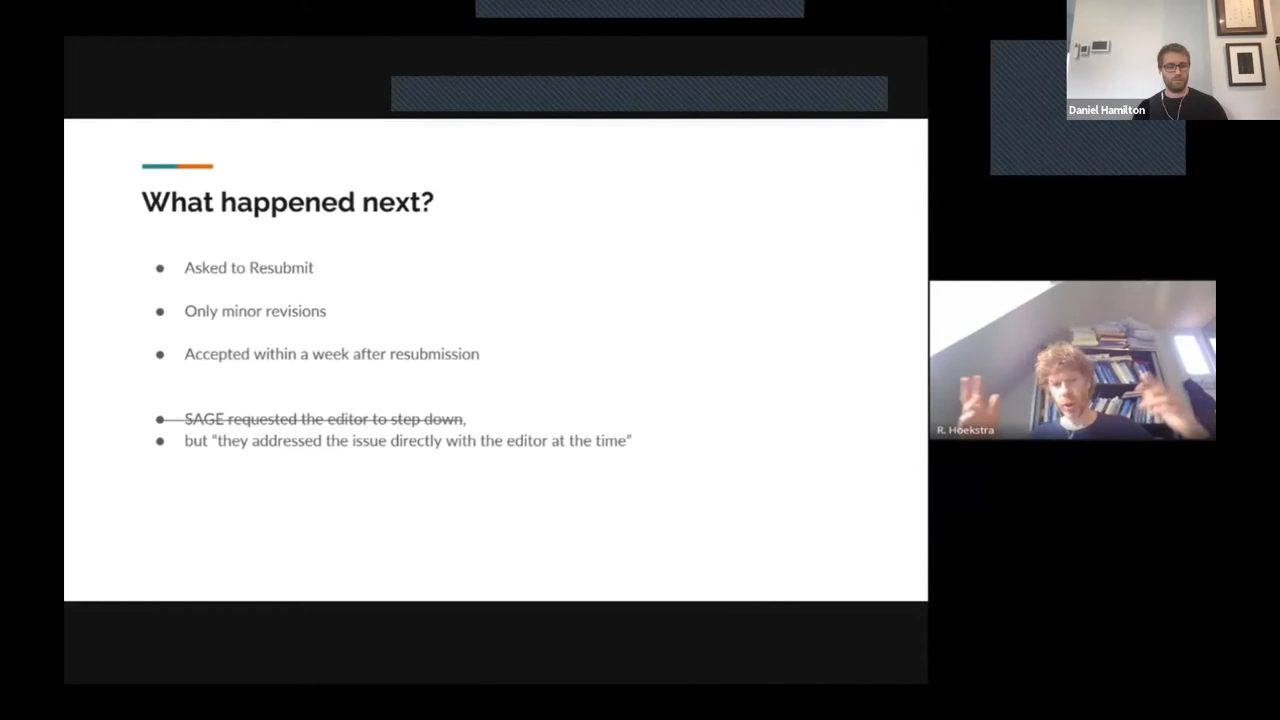 Daniel Hamilton
What happened next?
● Asked to Resubmit
● Only minor revisions
● Accepted within a week after resubmission
● SAGE requested the editor to step down,
● but “they addressed the issue directly with the editor at the time”
R. Hoekstra